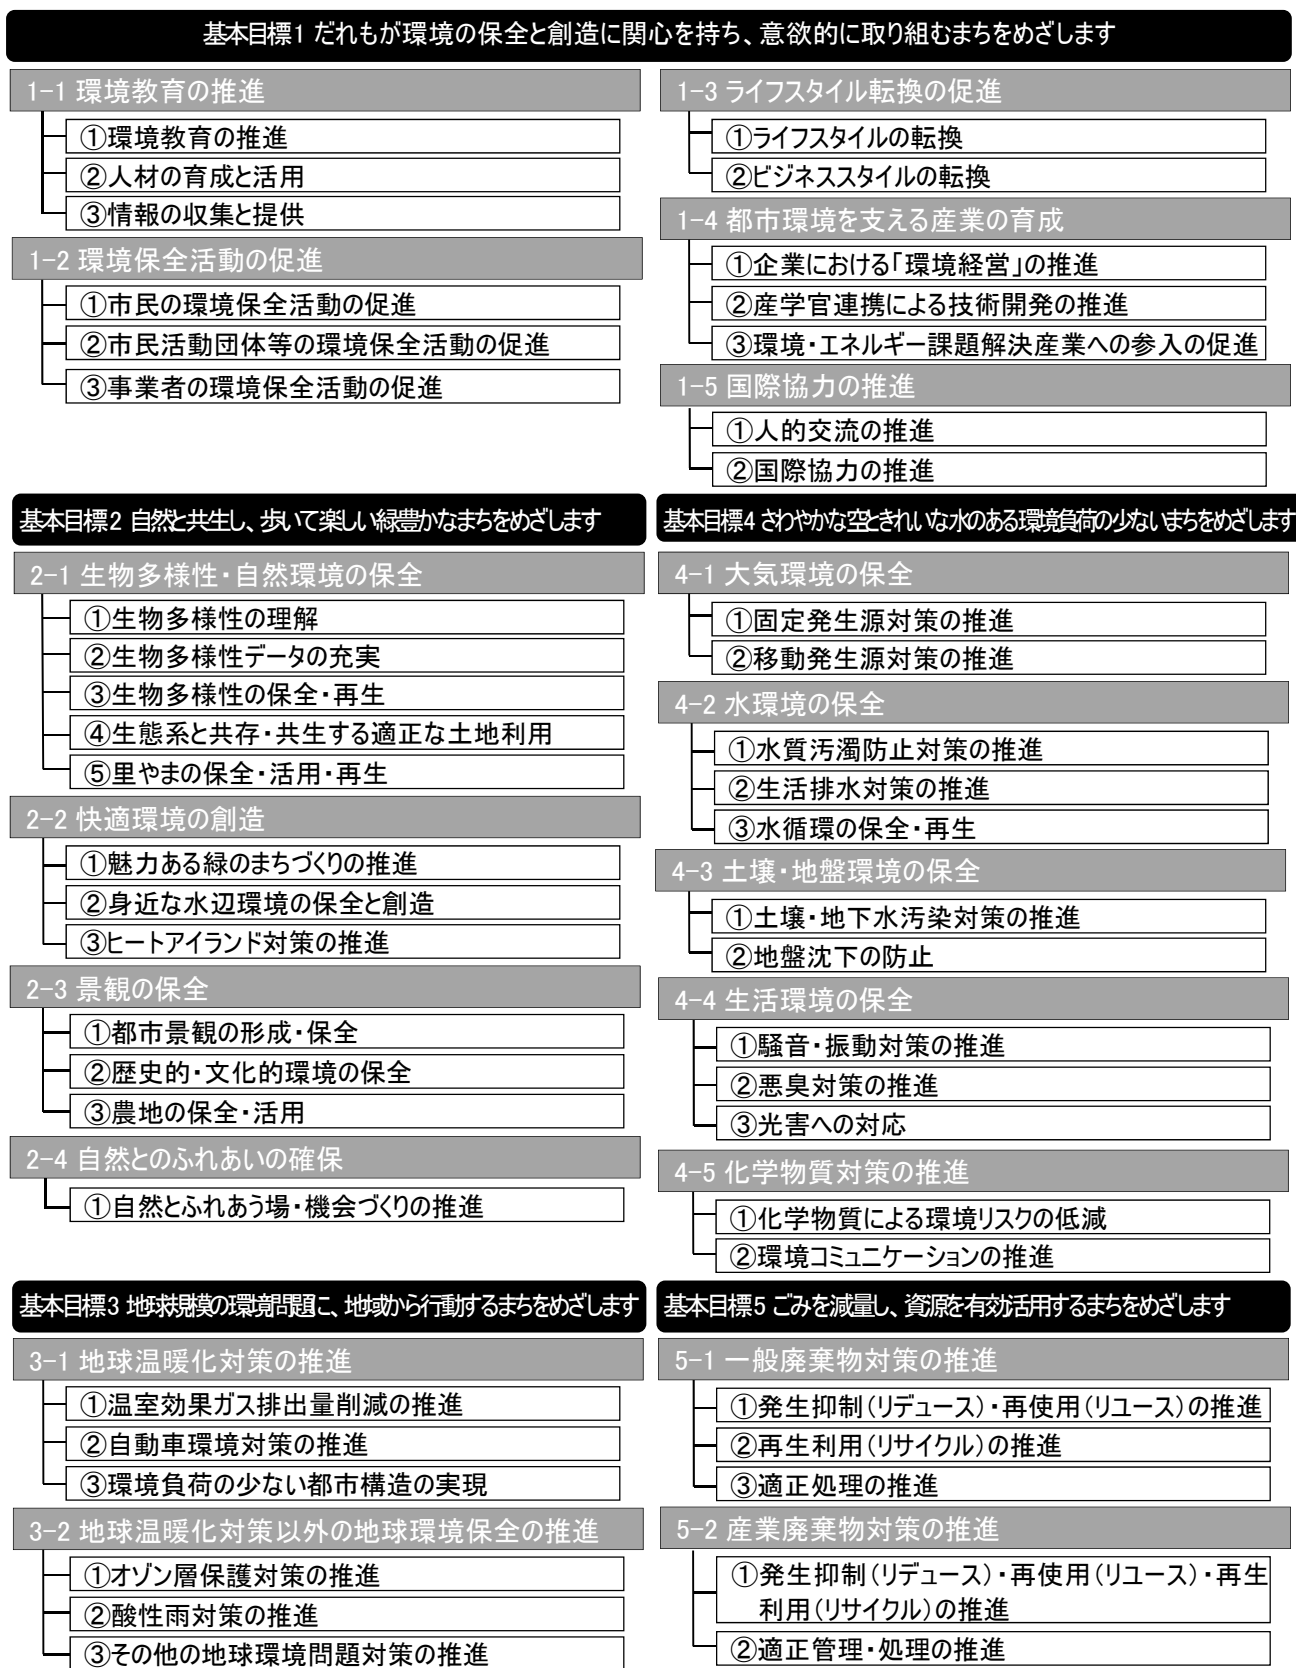 基本目標1 だれもが環境の保全と創造に関心を持ち、意欲的に取り組むまちをめざします
1-1 環境教育の推進
①環境教育の推進
②人材の育成と活用
③情報の収集と提供
1-2 環境保全活動の促進
①市民の環境保全活動の促進
②市民活動団体等の環境保全活動の促進
③事業者の環境保全活動の促進
1-3 ライフスタイル転換の促進
①ライフスタイルの転換
②ビジネススタイルの転換
1-4 都市環境を支える産業の育成
①企業における「環境経営」の推進
②産学官連携による技術開発の推進
③環境・エネルギー課題解決産業への参入の促進
1-5 国際協力の推進
①人的交流の推進
②国際協力の推進
基本目標2 自然と共生し、歩いて楽しい緑豊かなまちをめざします
2-1 生物多様性・自然環境の保全
①生物多様性の理解
②生物多様性データの充実
③生物多様性の保全・再生
④生態系と共存・共生する適正な土地利用
⑤里やまの保全・活用・再生
2-2 快適環境の創造
①魅力ある緑のまちづくりの推進
②身近な水辺環境の保全と創造
③ヒートアイランド対策の推進
2-3 景観の保全
①都市景観の形成・保全
②歴史的・文化的環境の保全
③農地の保全・活用
2-4 自然とのふれあいの確保
①自然とふれあう場・機会づくりの推進
基本目標4 さわやかな空ときれいな水のある環境負荷の少ないまちをめざします
4-1 大気環境の保全
①固定発生源対策の推進
②移動発生源対策の推進
4-2 水環境の保全
①水質汚濁防止対策の推進
②生活排水対策の推進
③水循環の保全・再生
4-3 土壌・地盤環境の保全
①土壌・地下水汚染対策の推進
②地盤沈下の防止
4-4 生活環境の保全
①騒音・振動対策の推進
②悪臭対策の推進
③光害への対応
4-5 化学物質対策の推進
①化学物質による環境リスクの低減
②環境コミュニケーションの推進
基本目標3 地球規模の環境問題に、地域から行動するまちをめざします
3-1 地球温暖化対策の推進
①温室効果ガス排出量削減の推進
②自動車環境対策の推進
③環境負荷の少ない都市構造の実現
3-2 地球温暖化対策以外の地球環境保全の推進
①オゾン層保護対策の推進
②酸性雨対策の推進
③その他の地球環境問題対策の推進
基本目標5 ごみを減量し、資源を有効活用するまちをめざします
5-1 一般廃棄物対策の推進
①発生抑制(リデュース)・再使用(リユース)の推進
②再生利用(リサイクル)の推進
③適正処理の推進
5-2 産業廃棄物対策の推進
①発生抑制(リデュース)・再使用(リユース)・再生
利用(リサイクル)の推進
②適正管理・処理の推進